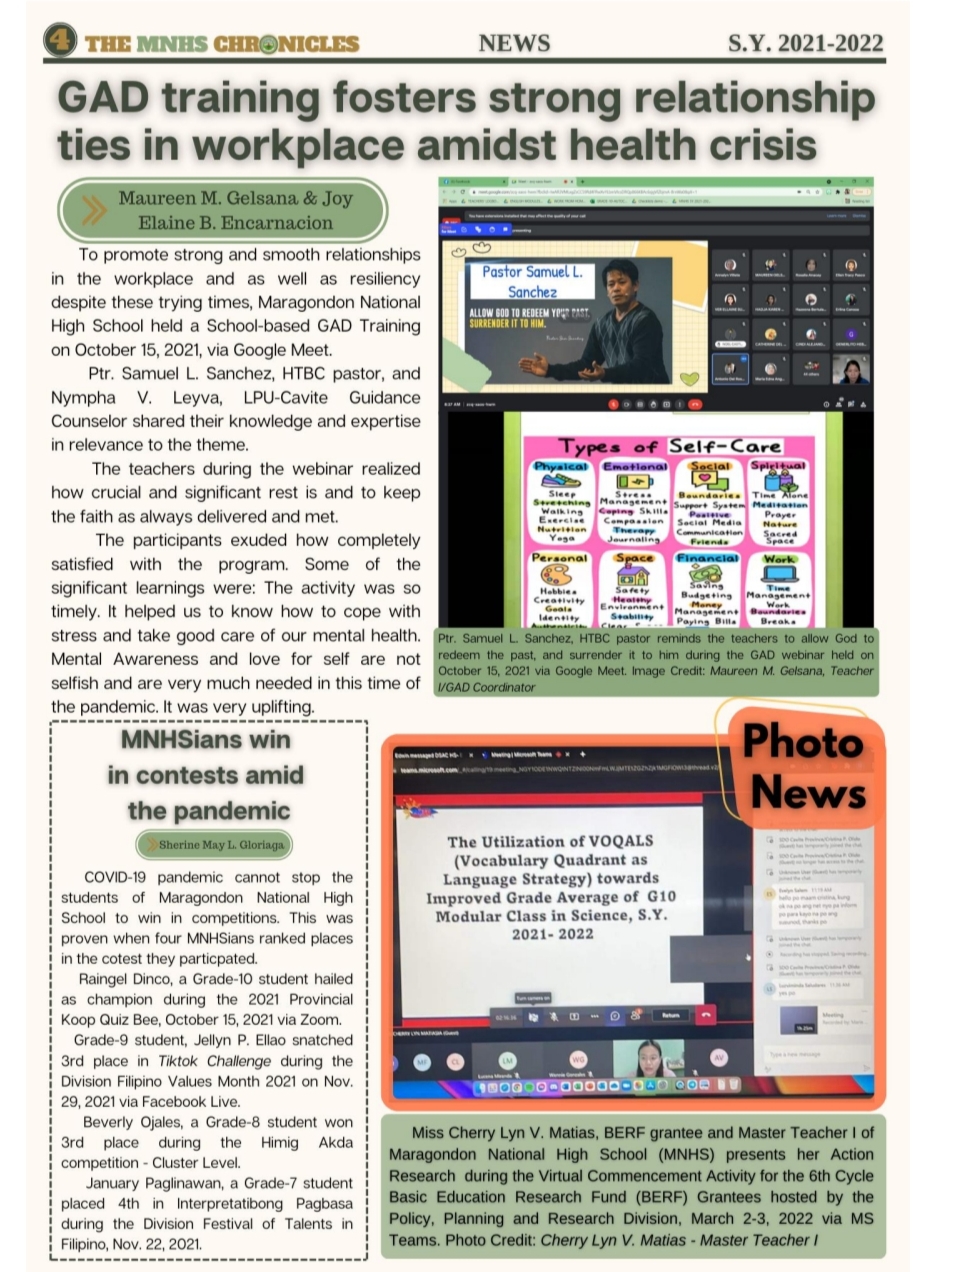 4 THE MNHS CHRONICLES
NEWS
S.Y. 2021-2022
GAD training fosters strong relationship
ties in workplace amidst health crisis
Maureen M. Gelsana & Joy
Elaine B. Encarnacion
To promote strong and smooth relationships
in the workplace and as well as resiliency
despite these trying times, Maragondon National
High School held a School-based GAD Training
on October 15, 2021, via Google Meet.
Ptr. Samuel L. Sanchez, HTBC pastor, and
Nympha V. Leyva, LPU-Cavite Guidance
Counselor shared their knowledge and expertise
in relevance to the theme.
The teachers during the webinar realized
how crucial and significant rest is and to keep
the faith as always delivered and met.
The participants exuded how completely
satisfied with the program. Some of the
significant learnings were: The activity was so
timely. It helped us to know how to cope with
stress and take good care of our mental health.
Mental Awareness and love for self are not
selfish and are very much needed in this time of
the pandemic. It was very uplifting.
Pastor Samuel L.
Sanchez
ALLOW GOD TO REDEEM YOUR PAST,
SURRENDER IT TO HIM.
Types of Self-Care
Physical
Sleep
Stretching
Walking
Exercise
Nutrition
Yoga
Emotional
Stress
Management
Coping Skills
Compassion
Therapy
Journaling
Social
Boundaries
Support System
Positive
Social Media
Communication
Friends
Spiritual
Time Alone
Meditation
Prayer
Nature
Sacred
Space
Personal
Hobbies
Creativity
Goals
Identity
Space
Safety
Healthy
Environment
Stability
Financial
Saving
Budgeting
Money
Management
Paying Bills
Work
Time
Management
Work
Boundaries
Breaks
Ptr. Samuel L. Sanchez, HTBC pastor reminds the teachers to allow God to
redeem the past, and surrender it to him during the GAD webinar held on
October 15, 2021 via Google Meet. Image Credit: Maureen M. Gelsana, Teacher
I/GAD Coordinator
MNHSians win
in contests amid
the pandemic
Sherine May L. Gloriaga
COVID-19 pandemic cannot stop the
students of Maragondon National High
School to win in competitions. This was
proven when four MNHSians ranked places
in the cotest they particpated.
Raingel Dinco, a Grade-10 student hailed
as champion during the 2021 Provincial
Koop Quiz Bee, October 15, 2021 via Zoom.
Grade-9 student, Jellyn P. Ellao snatched
3rd place in Tiktok Challenge during the
Division Filipino Values Month 2021 on Nov.
29, 2021 via Facebook Live.
Beverly Ojales, a Grade-8 student won
3rd place during the Himig Akda
competition - Cluster Level.
January Paglinawan, a Grade-7 student
placed 4th in Interpretatibong Pagbasa
during the Division Festival of Talents in
Filipino, Nov. 22, 2021.
Photo
News
The Utilization of VOQALS
(Vocabulary Quadrant as
Language Strategy) towards
Improved Grade Average of G10
Modular Class in Science, S.Y.
2021- 2022
Turn camera on
Return
MF
CL
LM
WG
AV
Meeting
Type a new message
Miss Cherry Lyn V. Matias, BERF grantee and Master Teacher I of
Maragondon National High School (MNHS) presents her Action
Research during the Virtual Commencement Activity for the 6th Cycle
Basic Education Research Fund (BERF) Grantees hosted by the
Policy, Planning and Research Division, March 2-3, 2022 via MS
Teams. Photo Credit: Cherry Lyn V. Matias - Master Teacher I